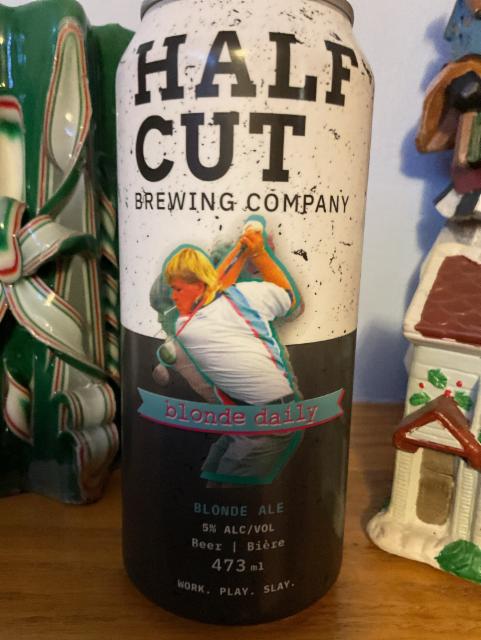 HALF
CUT
BREWING COMPANY
blonde daily
BLONDE ALE
5% ALC/VOL
Beer | Bière
473 ml
WORK. PLAY. SLAY.